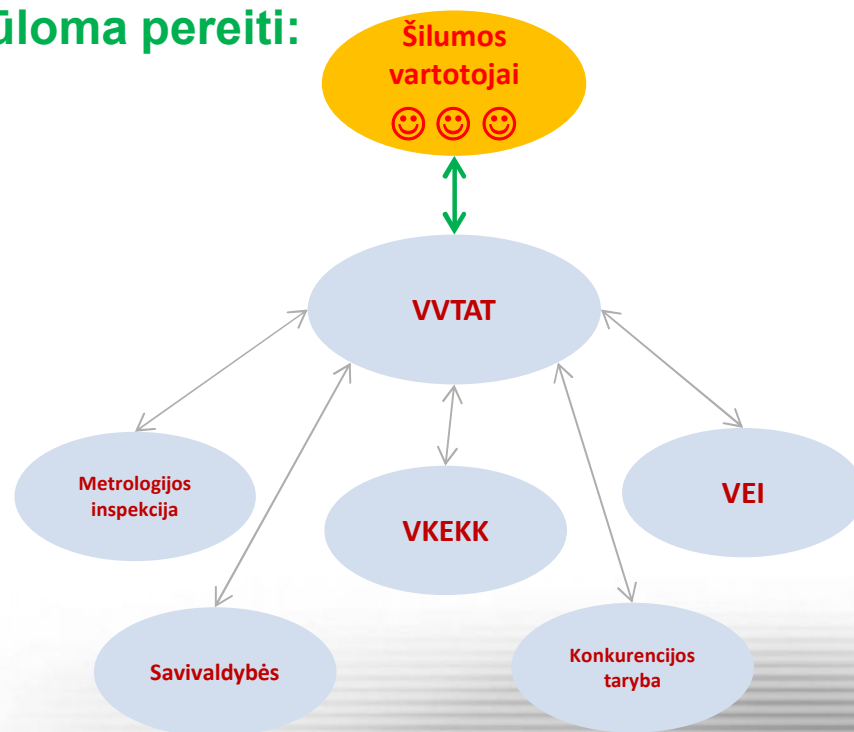 ūloma pereiti:
Šilumos
vartotojai
VVTAT
Metrologijos
inspekcija
VKEKK
VEI
Savivaldybės
Konkurencijos
taryba